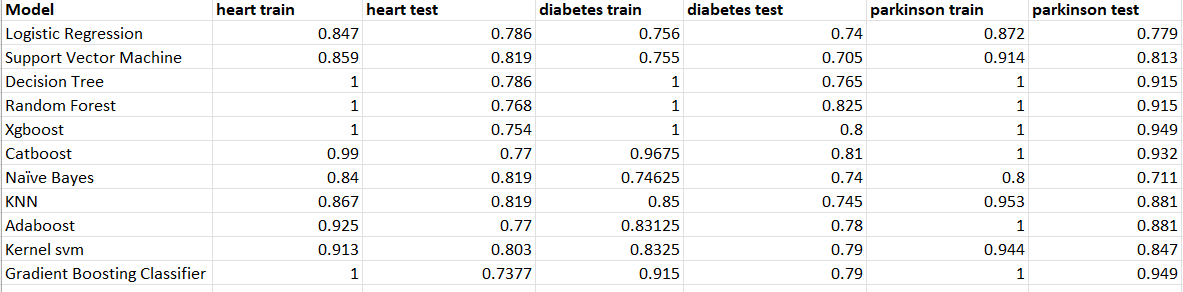 Model heart train heart test diabetes train diabetes test parkinson train parkinson test
Logistic Regression 0.847 0.786 0.756 0.74 0.872 0.779
Support Vector Machine 0.859 0.819 0.755 0.705 0.914 0.813
Decision Tree 1 0.786 1 0.765 1 0.915
Random Forest 1 0.768 1 0.825 1 0.915
Xgboost 1 0.754 1 0.8 1 0.949
Catboost 0.99 0.77 0.9675 0.81 1 0.932
Naïve Bayes 0.84 0.819 0.74625 0.74 0.8 0.711
KNN 0.867 0.819 0.85 0.745 0.953 0.881
Adaboost 0.925 0.77 0.83125 0.78 1 0.881
Kernel svm 0.913 0.803 0.8325 0.79 0.944 0.847
Gradient Boosting Classifier 1 0.7377 0.915 0.79 1 0.949